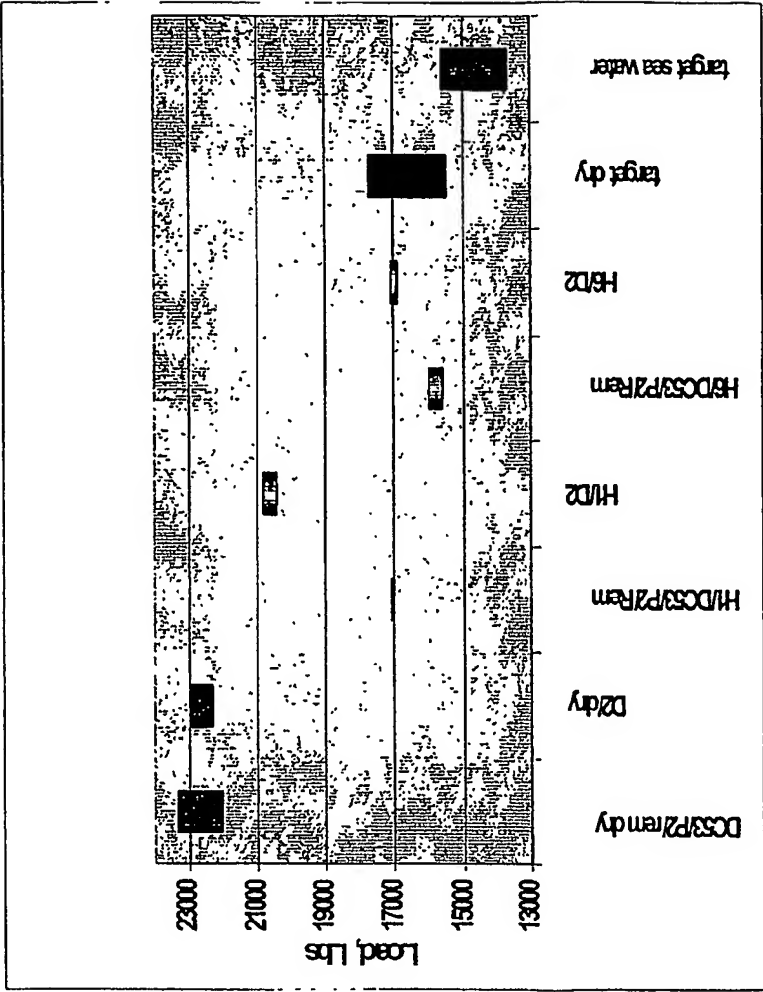 target sea water
target dry
H6/D2
H6/DC53/P2/Rem
H1/D2
H1/DC53/P2/Rem
D2/dry
DC53/P2/rem dry
23000
21000
19000
17000
15000
13000
Load, Lbs